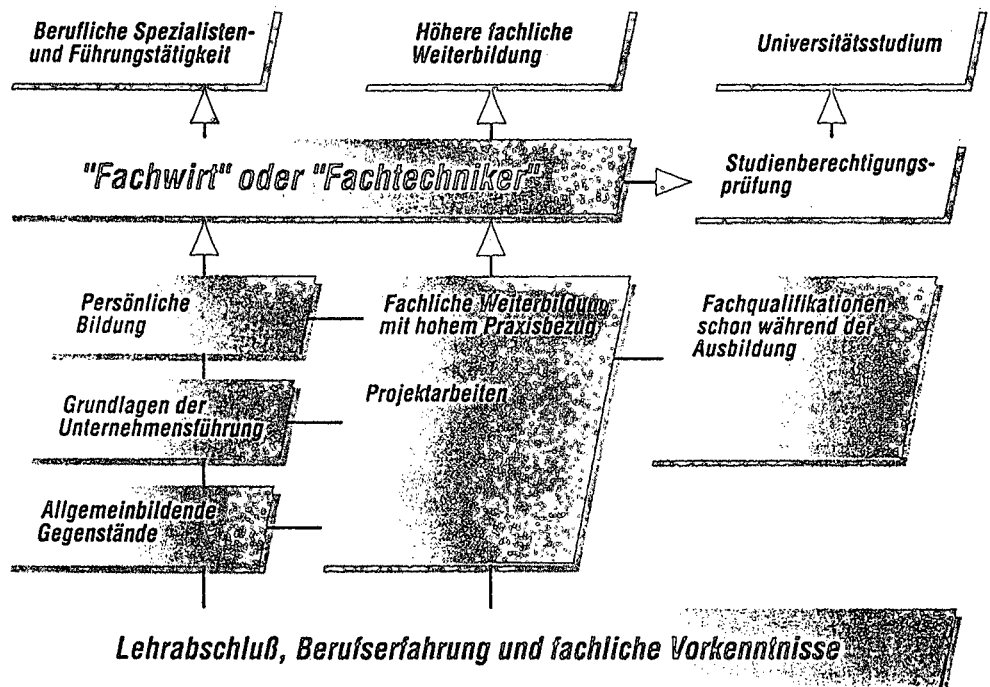 Berufliche Spezialisten-
und Führungstätigkeit
Höhere fachliche
Weiterbildung
Universitätsstudium
"Fachwirt" oder "Fachtechniker"
Studienberechtigungs-
prüfung
Persönliche
Bildung
Fachliche Weiterbildung
mit hohem Praxisbezug
Projektarbeiten
Fachqualifikationen
schon während der
Ausbildung
Grundlagen der
Unternehmensführung
Allgemeinbildende
Gegenstände
Lehrabschluß, Berufserfahrung und fachliche Vorkenntnisse